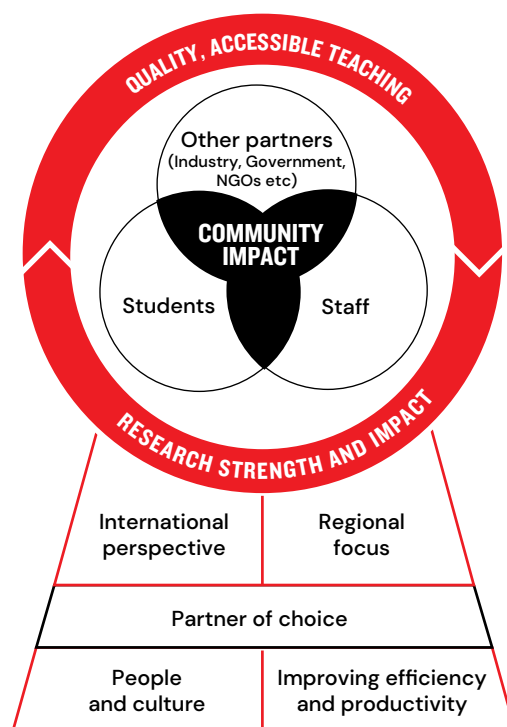 QUALITY, ACCESSIBLE TEACHING
Other partners
(Industry, Government,
NGOs etc)
COMMUNITY
IMPACT
Students
Staff
RESEARCH STRENGTH AND IMPACT
International
perspective
Regional
focus
Partner of choice
People
and culture
Improving efficiency
and productivity